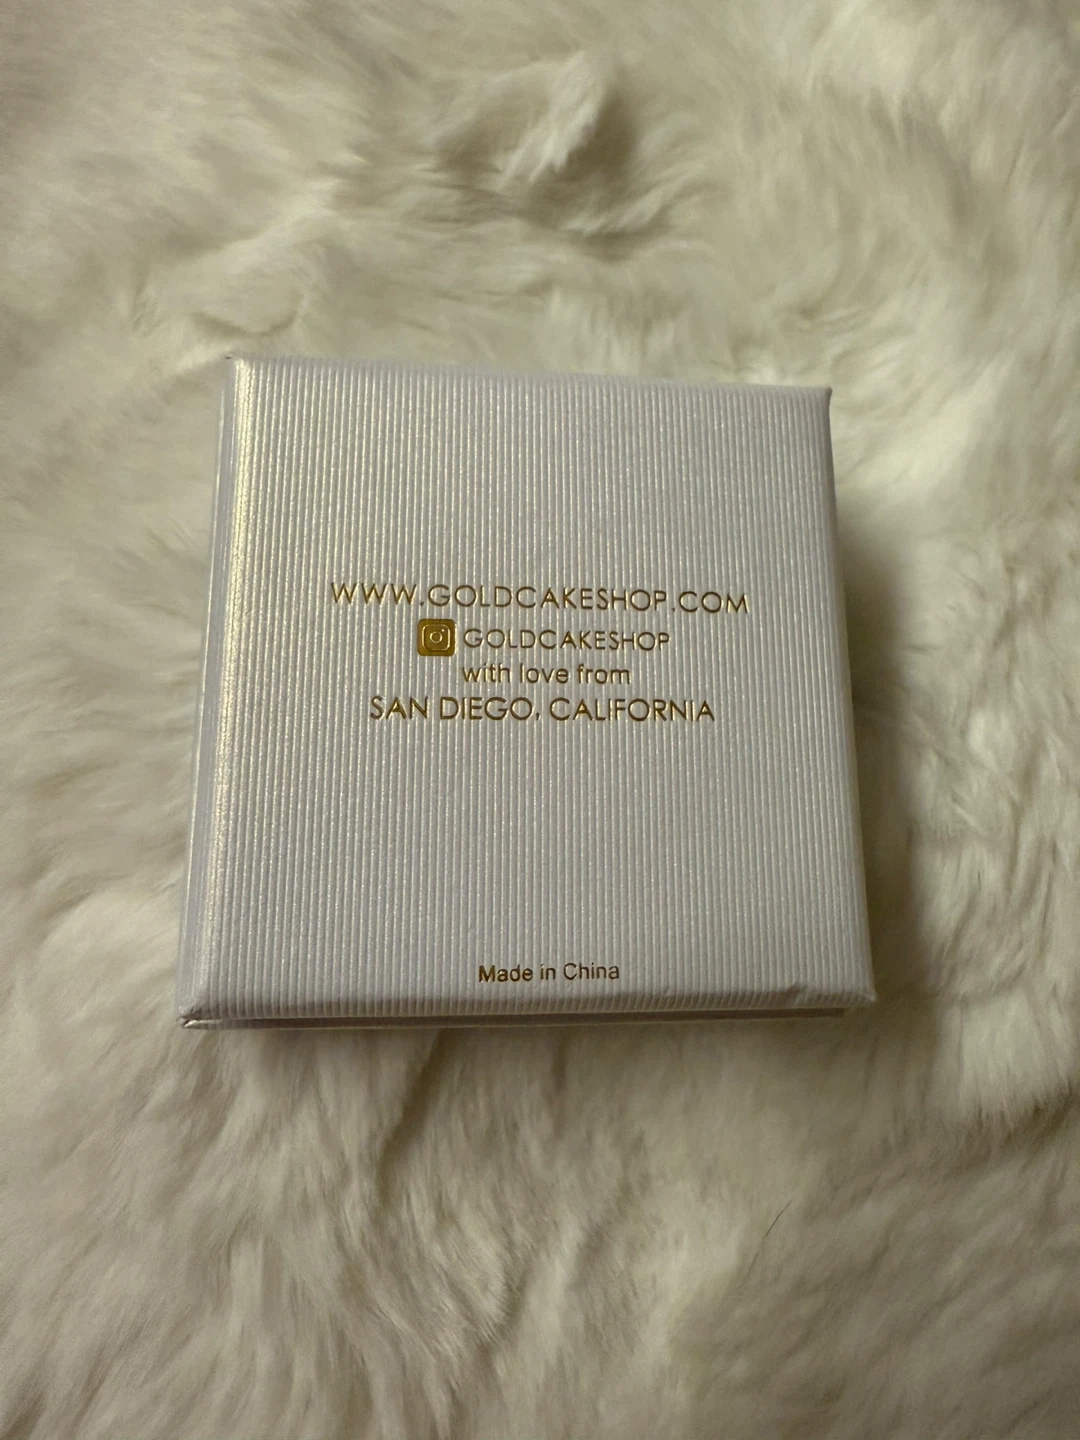 WWW.GOLDCAKESHOP.COM
GOLDCAKESHOP
with love from
SAN DIEGO, CALIFORNIA
Made in China